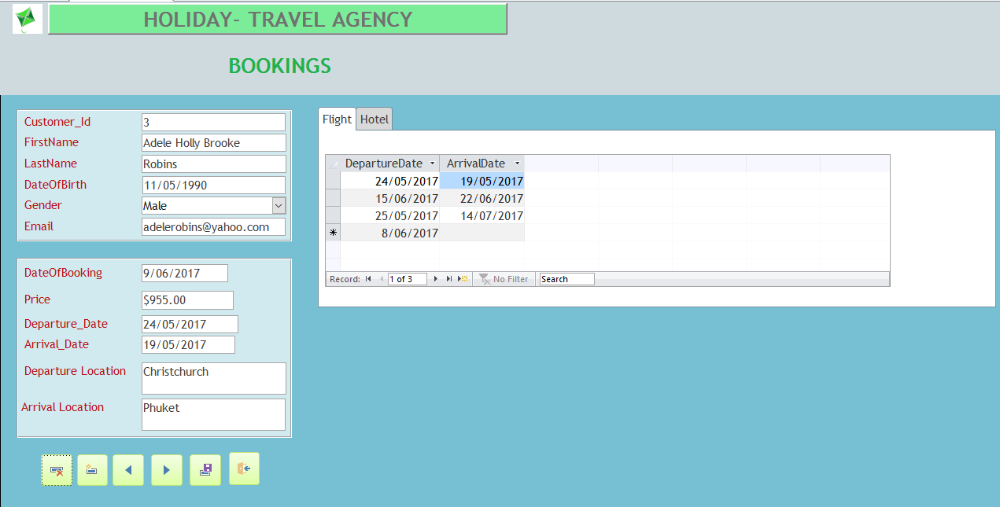 HOLIDAY- TRAVEL AGENCY
BOOKINGS
Customer_Id 3
FirstName Adele Holly Brooke
LastName Robins
DateOfBirth 11/05/1990
Gender Male
Email adelerobins@yahoo.com
DateOfBooking 9/06/2017
Price $955.00
Departure_Date 24/05/2017
Arrival_Date 19/05/2017
Departure Location Christchurch
Arrival Location Phuket
Flight Hotel
DepartureDate ArrivalDate
24/05/2017 19/05/2017
15/06/2017 22/06/2017
25/05/2017 14/07/2017
8/06/2017
Record: 1 of 3 No Filter Search